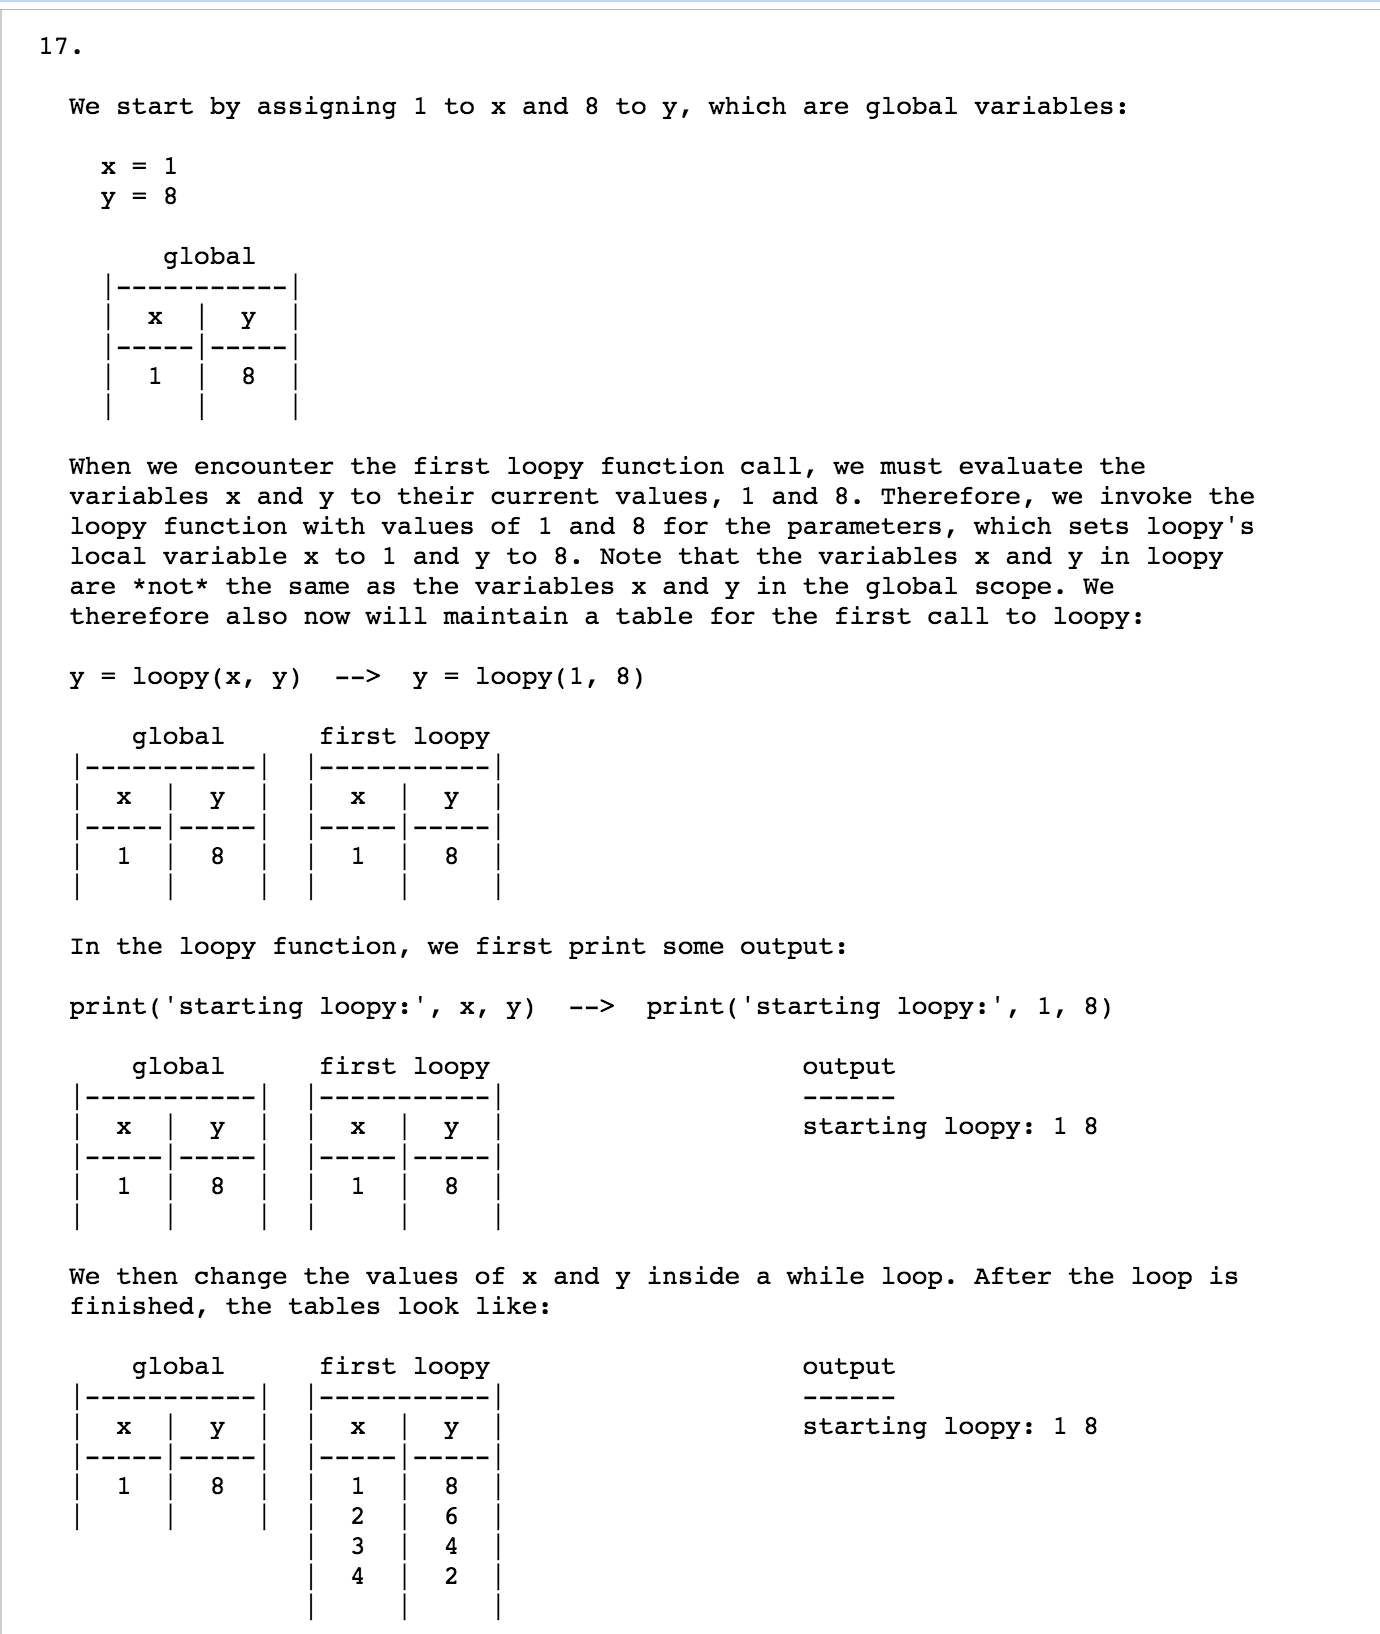 17.
We start by assigning 1 to x and 8 to y, which are global variables:
x = 1
y = 8
global
|-----------|
|  x  |  y  |
|-----|-----|
|  1  |  8  |
|     |     |
When we encounter the first loopy function call, we must evaluate the
variables x and y to their current values, 1 and 8. Therefore, we invoke the
loopy function with values of 1 and 8 for the parameters, which sets loopy's
local variable x to 1 and y to 8. Note that the variables x and y in loopy
are *not* the same as the variables x and y in the global scope. We
therefore also now will maintain a table for the first call to loopy:
y = loopy(x, y)  -->  y = loopy(1, 8)
    global      first loopy
|-----------|  |-----------|
|  x  |  y  |  |  x  |  y  |
|-----|-----|  |-----|-----|
|  1  |  8  |  |  1  |  8  |
|     |     |  |     |     |
In the loopy function, we first print some output:
print('starting loopy:', x, y)  -->  print('starting loopy:', 1, 8)
    global      first loopy                    output
|-----------|  |-----------|                   ------
|  x  |  y  |  |  x  |  y  |                   starting loopy: 1 8
|-----|-----|  |-----|-----|
|  1  |  8  |  |  1  |  8  |
|     |     |  |     |     |
We then change the values of x and y inside a while loop. After the loop is
finished, the tables look like:
    global      first loopy                    output
|-----------|  |-----------|                   ------
|  x  |  y  |  |  x  |  y  |                   starting loopy: 1 8
|-----|-----|  |-----|-----|
|  1  |  8  |  |  1  |  8  |
|     |     |  |  2  |  6  |
               |  3  |  4  |
               |  4  |  2  |
               |     |     |